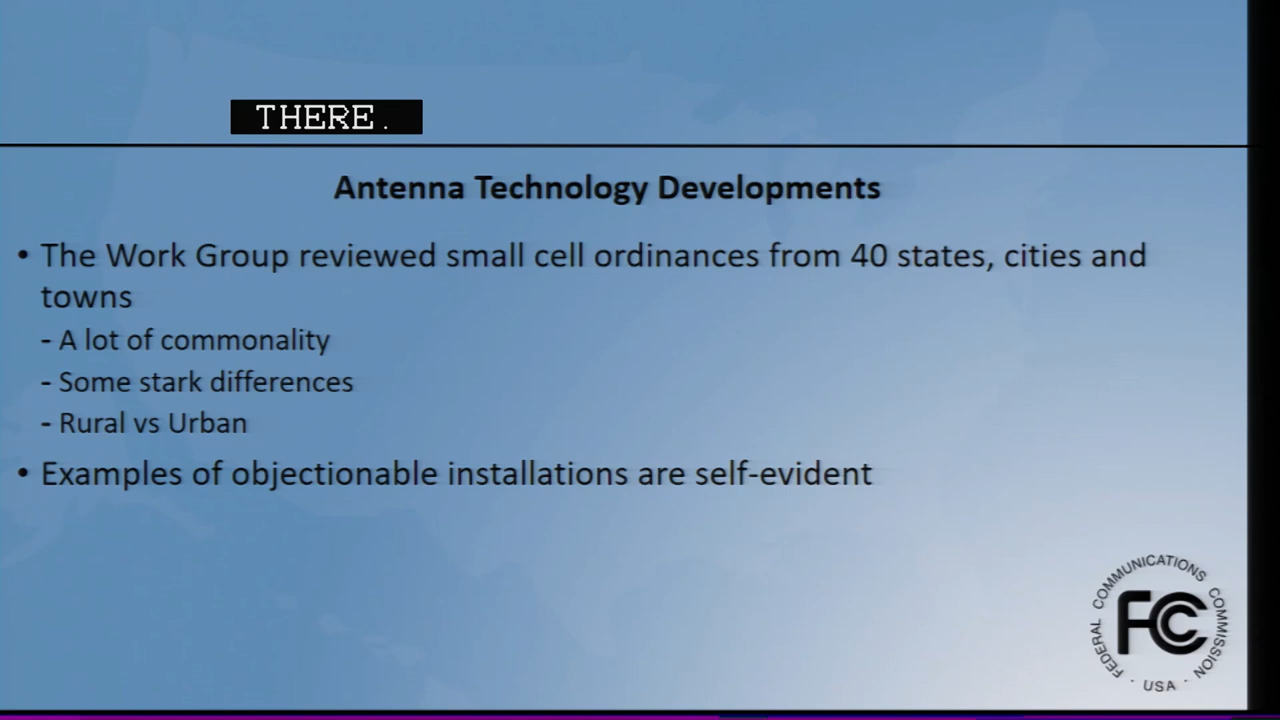 THERE.
Antenna Technology Developments
• The Work Group reviewed small cell ordinances from 40 states, cities and
towns
- A lot of commonality
- Some stark differences
- Rural vs Urban
• Examples of objectionable installations are self-evident
FEDERAL COMMUNICATIONS COMMISSION · USA ·
FCC